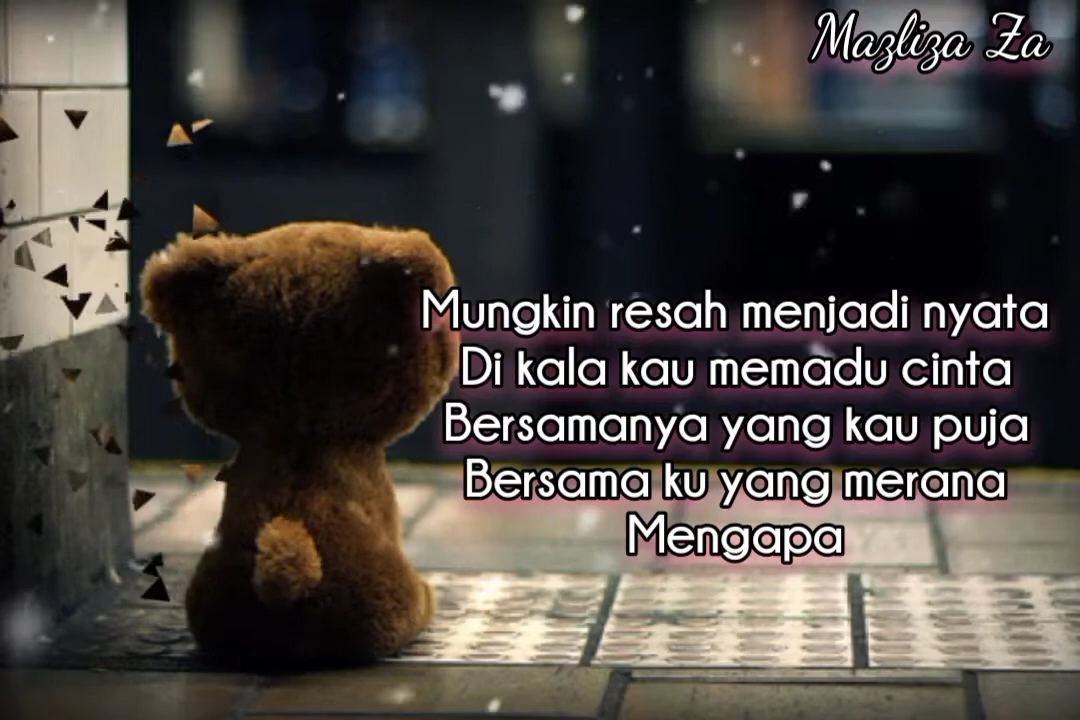 Mazliza Za
Mungkin resah menjadi nyata
Di kala kau memadu cinta
Bersamanya yang kau puja
Bersama ku yang merana
Mengapa